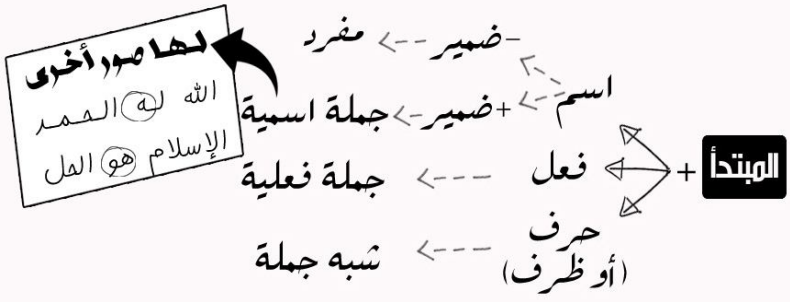 المبتدأ +
اسم
-ضمير مفرد
+ضمير جملة اسمية
لها صور أخرى
الله له الحمد
الإسلام هو الحل
فعل جملة فعلية
حرف
(أو ظرف) شبه جملة